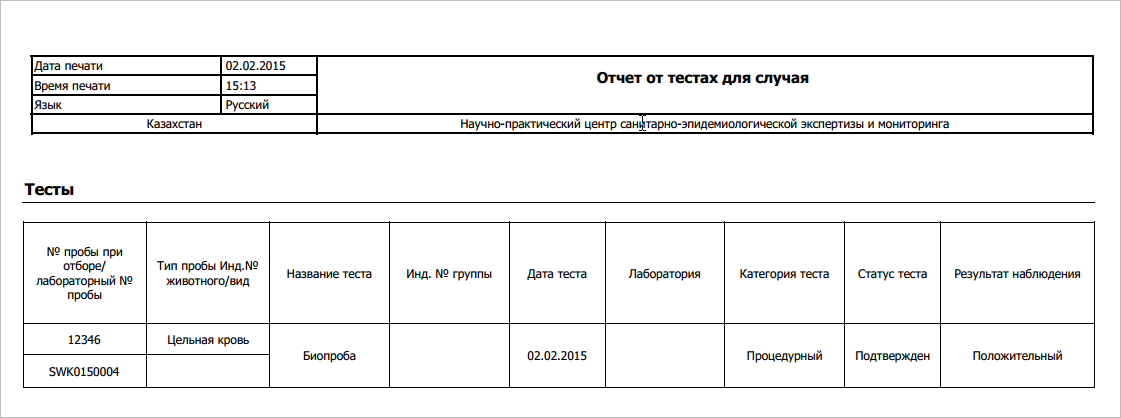 Дата печати 02.02.2015
Отчет от тестах для случая
Время печати 15:13
Язык Русский
Казахстан Научно-практический центр санитарно-эпидемиологической экспертизы и мониторинга
Тесты
№ пробы при
отборе/
лабораторный №
пробы
Тип пробы Инд.№
животного/вид
Название теста
Инд. № группы
Дата теста
Лаборатория
Категория теста
Статус теста
Результат наблюдения
12346 Цельная кровь
SWK0150004
Биопроба 02.02.2015 Процедурный Подтвержден Положительный